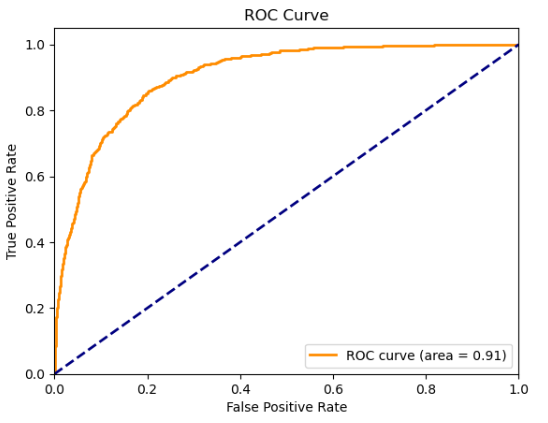 ROC Curve
True Positive Rate
1.0
0.8
0.6
0.4
0.2
0.0
ROC curve (area = 0.91)
0.0 0.2 0.4 0.6 0.8 1.0
False Positive Rate